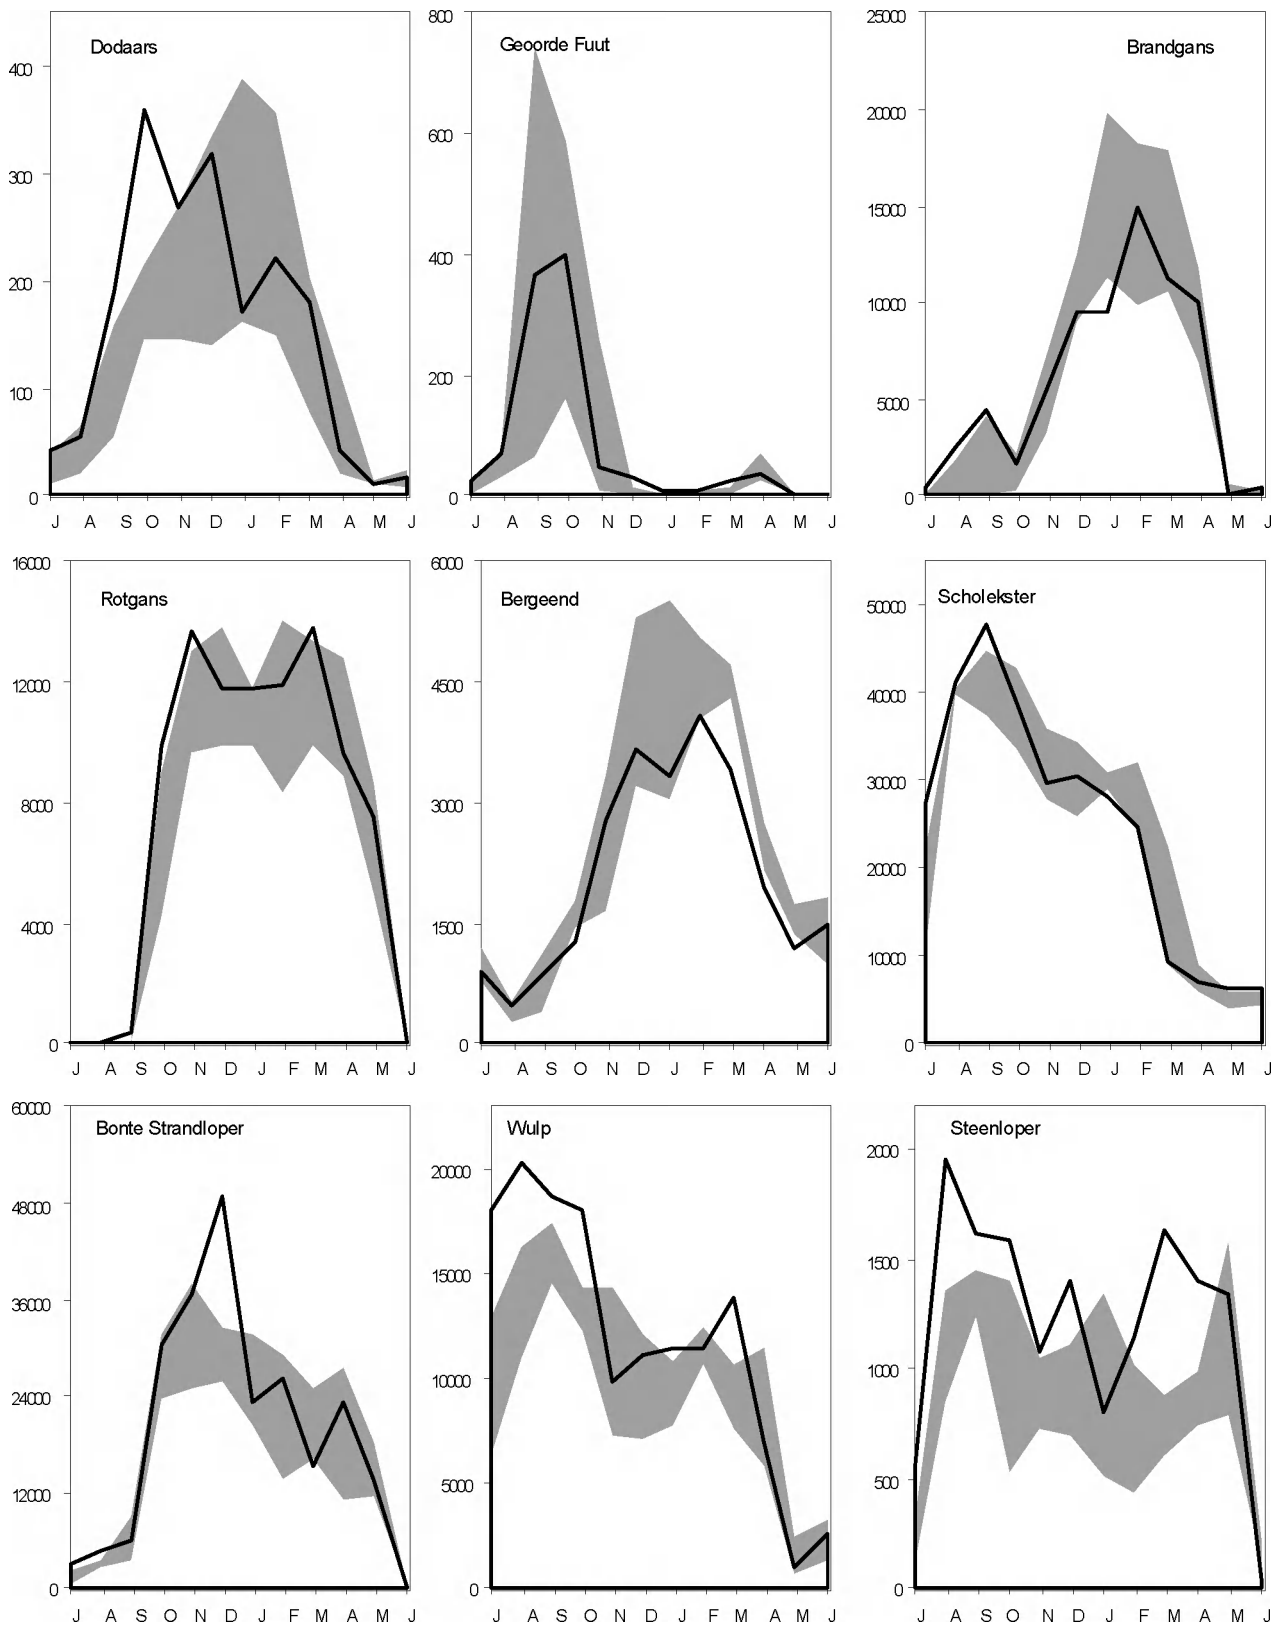 Dodaars
400
300
200
100
0
J A S O N D J F M A M J
Geoorde Fuut
800
600
400
200
0
J A S O N D J F M A M J
Brandgans
25000
20000
15000
10000
5000
0
J A S O N D J F M A M J
Rotgans
16000
12000
8000
4000
0
J A S O N D J F M A M J
Bergeend
6000
4500
3000
1500
0
J A S O N D J F M A M J
Scholekster
50000
40000
30000
20000
10000
0
J A S O N D J F M A M J
Bonte Strandloper
60000
48000
36000
24000
12000
0
J A S O N D J F M A M J
Wulp
20000
15000
10000
5000
0
J A S O N D J F M A M J
Steenloper
2000
1500
1000
500
0
J A S O N D J F M A M J